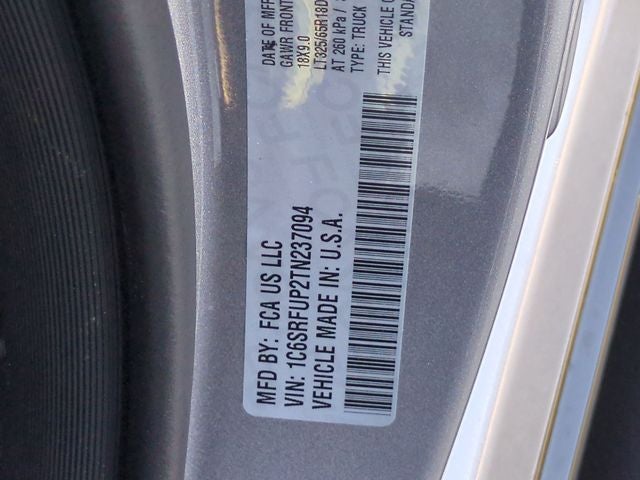 MFD BY: FCA US LLC
VIN: 1C6SRFUP2TN237094
VEHICLE MADE IN: U.S.A.
DATE OF MFR
GAWR FRONT
18X9.0
LT325/65R18D
AT 260 kPa /
TYPE: TRUCK
THIS VEHICLE
STANDA